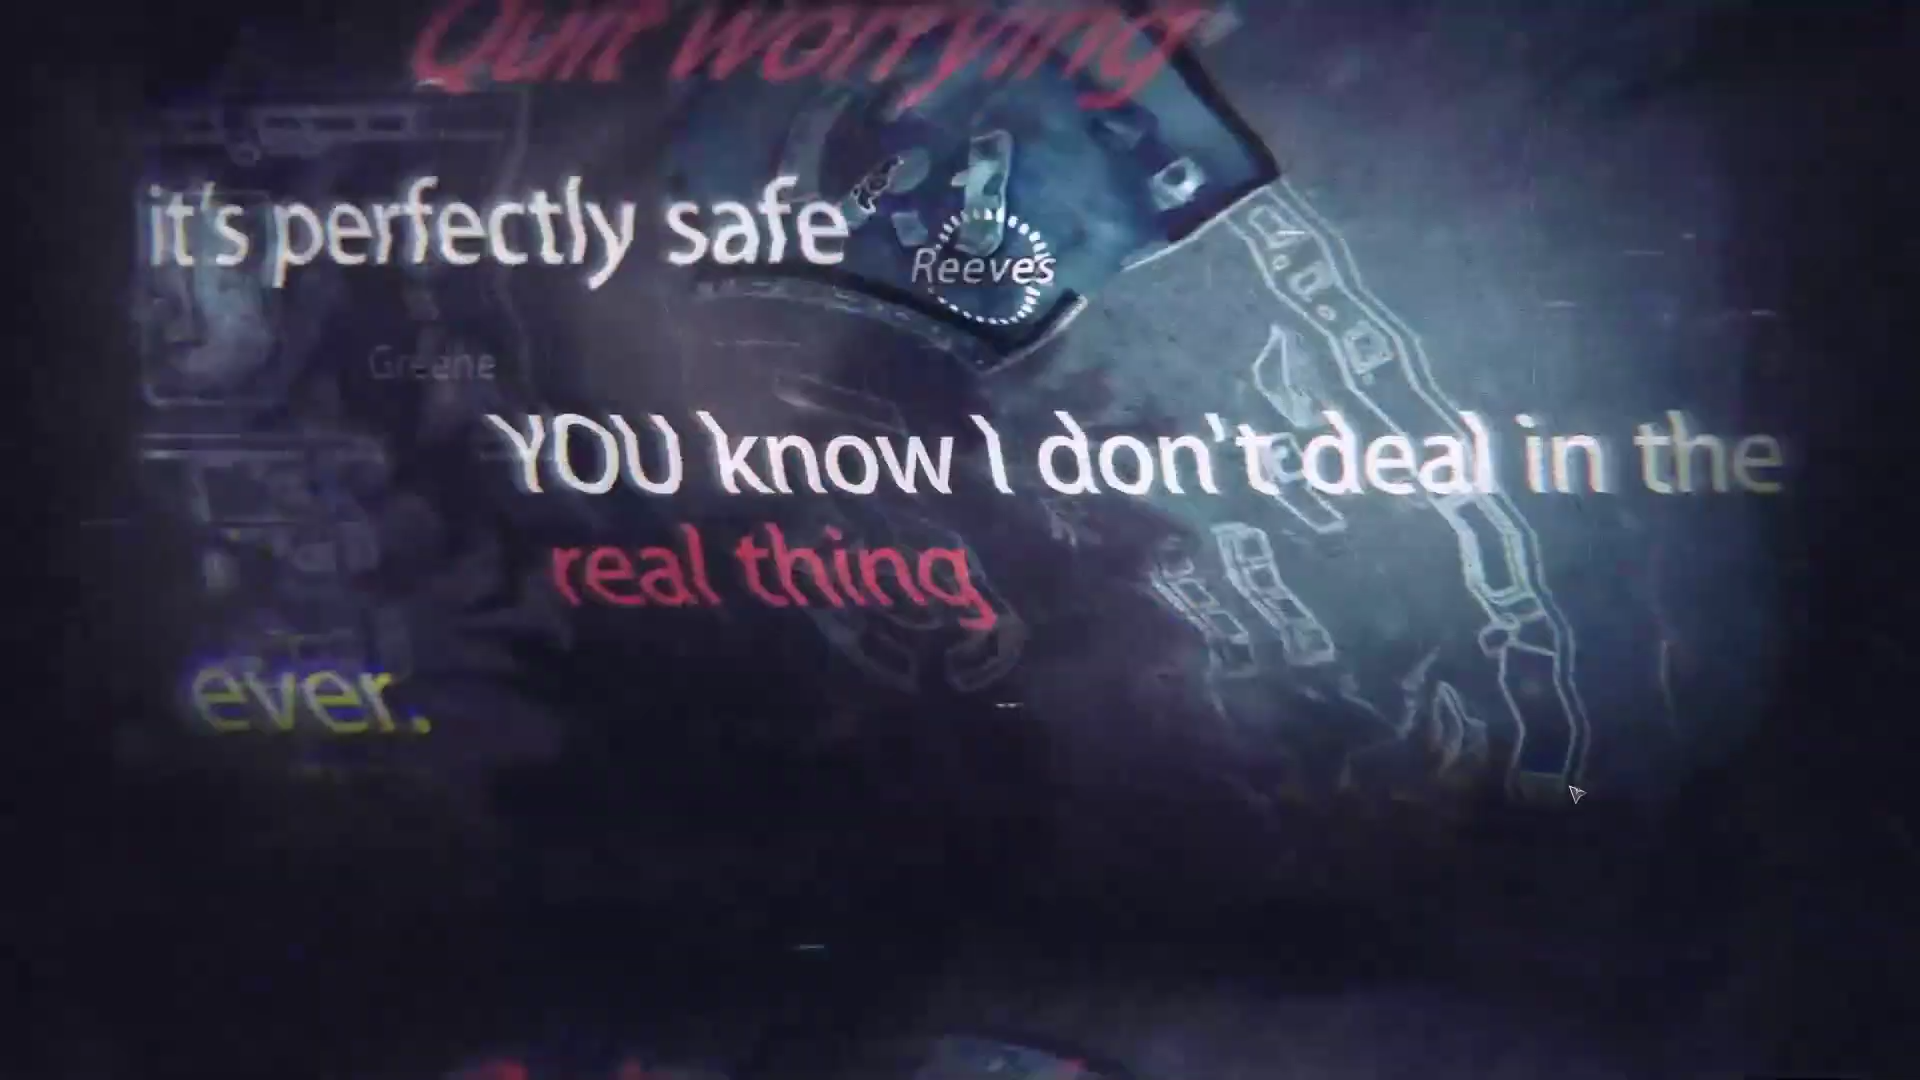 Quit worrying
it's perfectly safe
Reeves
Greene
YOU know I don't deal in the
real thing
ever.